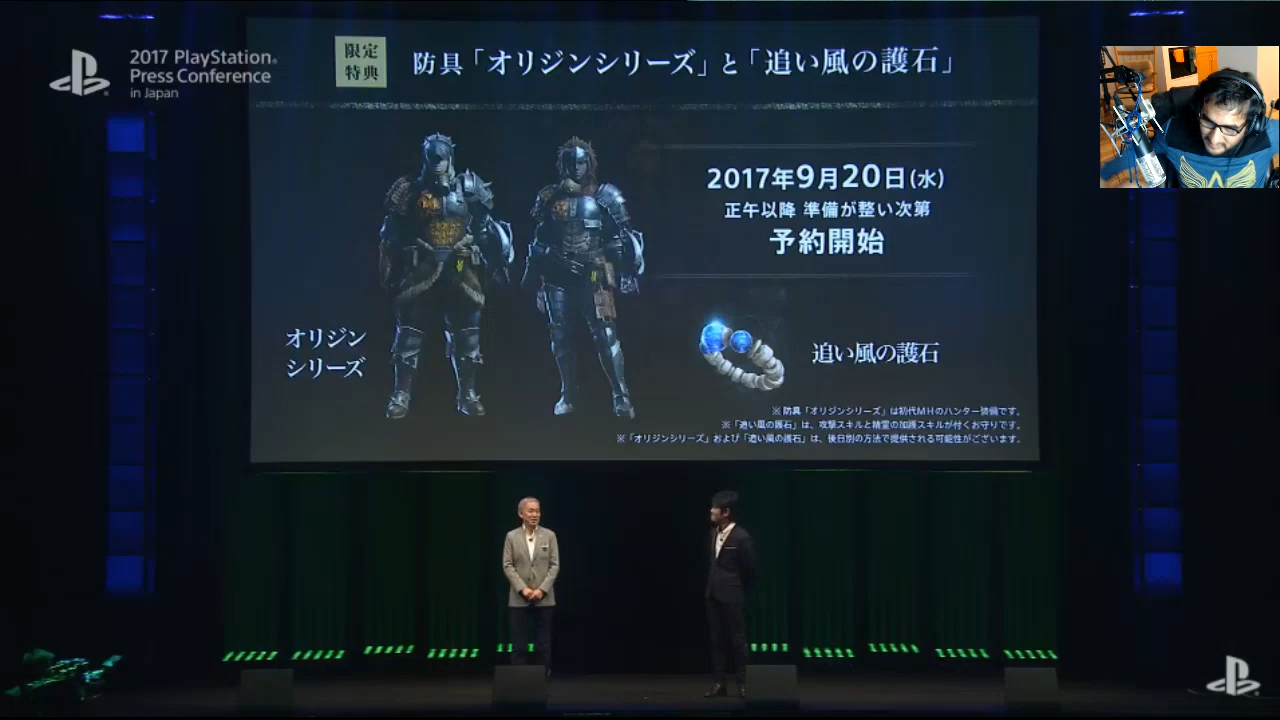 2017 PlayStation®
Press Conference
in Japan
限定
特典
防具「オリジンシリーズ」と「追い風の護石」
2017年9月20日(水)
正午以降 準備が整い次第
予約開始
オリジン
シリーズ
追い風の護石
※ 防具「オリジンシリーズ」は初代MHのハンター装備です。
※「追い風の護石」は、攻撃スキルと精霊の加護スキルが付くお守りです。
※「オリジンシリーズ」および「追い風の護石」は、後日別の方法で提供される可能性がございます。